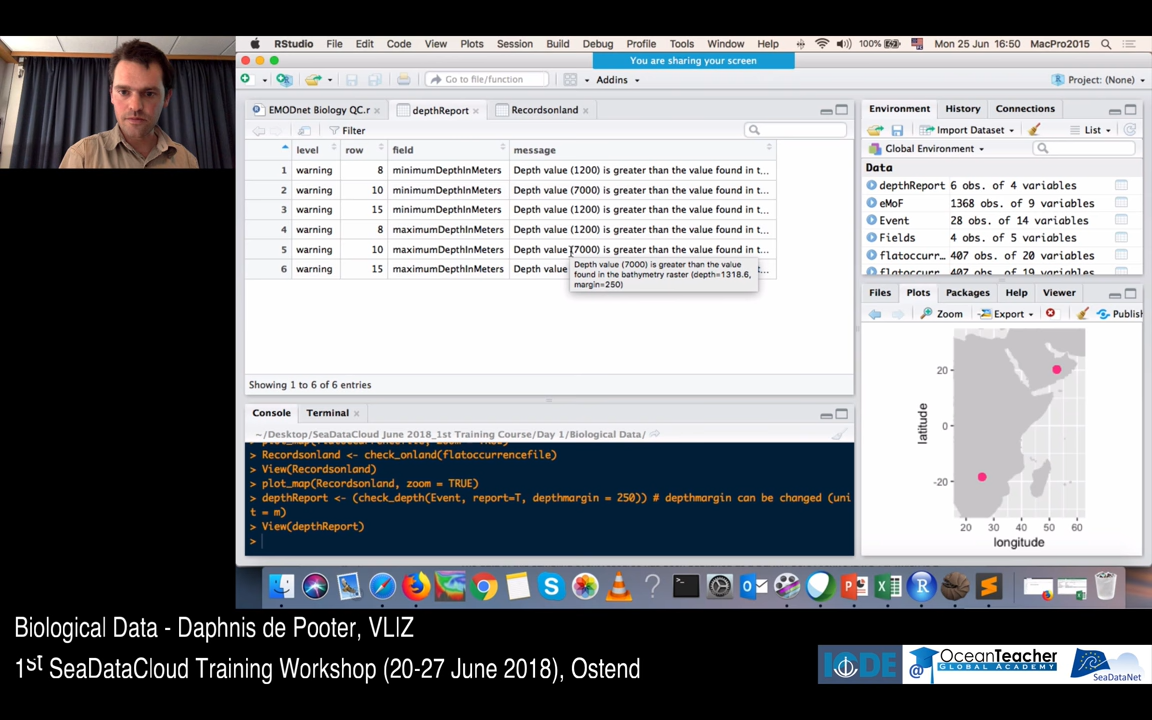 RStudio File Edit Code View Plots Session Build Debug Profile Tools Window Help 100% Mon 25 Jun 16:50 MacPro2015
You are sharing your screen
Go to file/function Addins Project: (None)
EMODnet Biology QC.r depthReport Recordsonland
Filter
level row field message
1 warning 8 minimumDepthInMeters Depth value (1200) is greater than the value found in t...
2 warning 10 minimumDepthInMeters Depth value (7000) is greater than the value found in t...
3 warning 15 minimumDepthInMeters Depth value (1200) is greater than the value found in t...
4 warning 8 maximumDepthInMeters Depth value (1200) is greater than the value found in t...
5 warning 10 maximumDepthInMeters Depth value (7000) is greater than the value found in t...
6 warning 15 maximumDepthInMeters Depth value
Depth value (7000) is greater than the value
found in the bathymetry raster (depth=1318.6,
margin=250)
Showing 1 to 6 of 6 entries
Console Terminal
~/Desktop/SeaDataCloud June 2018_1st Training Course/Day 1/Biological Data/
> Recordsonland <- check_onland(flatoccurrencefile)
> View(Recordsonland)
> plot_map(Recordsonland, zoom = TRUE)
> depthReport <- (check_depth(Event, report=T, depthmargin = 250)) # depthmargin can be changed (uni
t = m)
> View(depthReport)
>
Environment History Connections
Import Dataset List
Global Environment
Data
depthReport 6 obs. of 4 variables
eMoF 1368 obs. of 9 variables
Event 28 obs. of 14 variables
Fields 4 obs. of 5 variables
flatoccurr… 407 obs. of 20 variables
flatoccurr… 407 obs. of 19 variables
Files Plots Packages Help Viewer
Zoom Export Publish
20
0
-20
latitude
20 30 40 50 60
longitude
Biological Data - Daphnis de Pooter, VLIZ
1st SeaDataCloud Training Workshop (20-27 June 2018), Ostend
IODE
OceanTeacher
GLOBAL ACADEMY
SeaDataNet